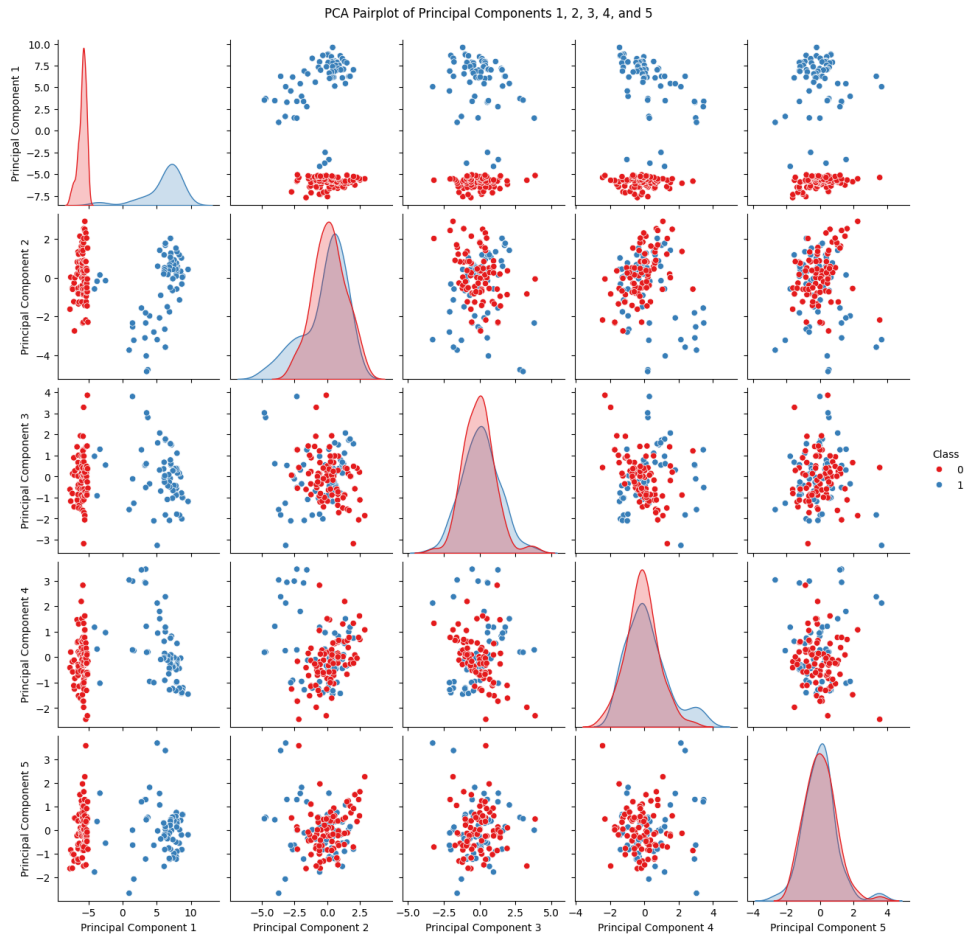 PCA Pairplot of Principal Components 1, 2, 3, 4, and 5
Principal Component 1
10.0
7.5
5.0
2.5
0.0
−2.5
−5.0
−7.5
Principal Component 2
2
0
−2
−4
Principal Component 3
4
3
2
1
0
−1
−2
−3
Class
0
1
Principal Component 4
3
2
1
0
−1
−2
Principal Component 5
3
2
1
0
−1
−2
−5 0 5 10
−5.0 −2.5 0.0 2.5
−5.0 −2.5 0.0 2.5 5.0
−4 −2 0 2 4
−4 −2 0 2 4
Principal Component 1 Principal Component 2 Principal Component 3 Principal Component 4 Principal Component 5